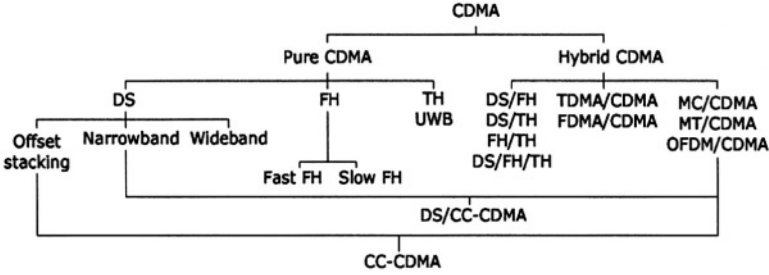 CDMA
Pure CDMA Hybrid CDMA
DS FH TH DS/FH TDMA/CDMA MC/CDMA
UWB DS/TH FDMA/CDMA MT/CDMA
Offset Narrowband Wideband FH/TH OFDM/CDMA
stacking DS/FH/TH
Fast FH Slow FH
DS/CC-CDMA
CC-CDMA